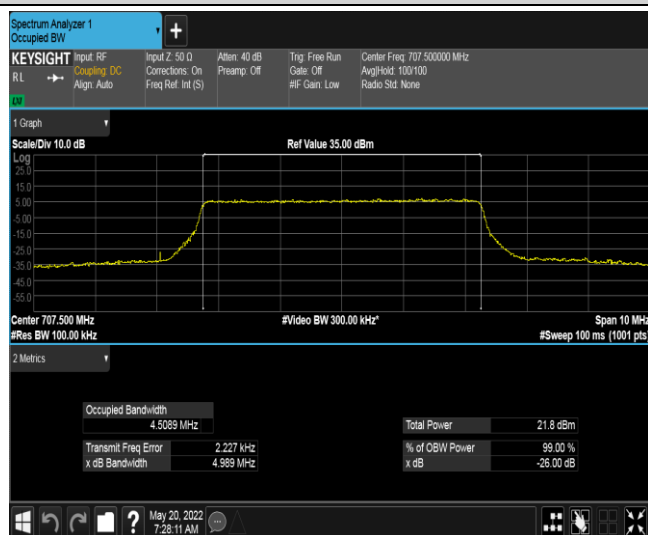 Spectrum Analyzer 1
Occupied BW
KEYSIGHT Input: RF Input Z: 50 Ω Atten: 40 dB Trig: Free Run Center Freq: 707.500000 MHz
RL Coupling: DC Corrections: On Preamp: Off Gate: Off Avg|Hold: 100/100
Align: Auto Freq Ref: Int (S) #IF Gain: Low Radio Std: None
1 Graph
Scale/Div 10.0 dB Ref Value 35.00 dBm
Log
25.0
15.0
5.00
-5.00
-15.0
-25.0
-35.0
-45.0
-55.0
Center 707.500 MHz #Video BW 300.00 kHz* Span 10 MHz
#Res BW 100.00 kHz #Sweep 100 ms (1001 pts)
2 Metrics
Occupied Bandwidth
4.5089 MHz Total Power 21.8 dBm
Transmit Freq Error 2.227 kHz % of OBW Power 99.00 %
x dB Bandwidth 4.989 MHz x dB -26.00 dB
May 20, 2022
7:28:11 AM